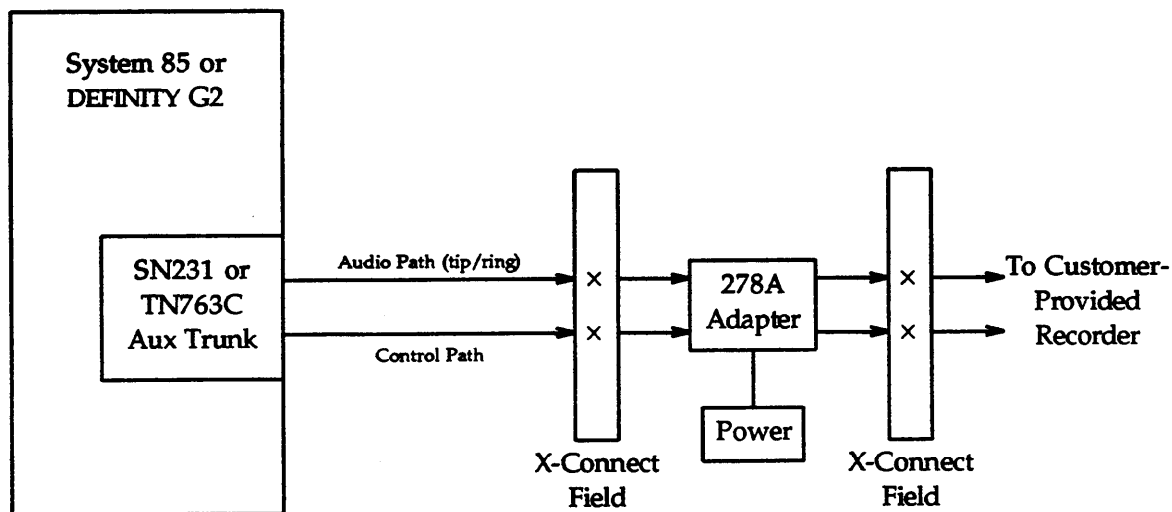 System 85 or
DEFINITY G2
SN231 or
TN763C
Aux Trunk
Audio Path (tip/ring)
Control Path
×
×
X-Connect
Field
278A
Adapter
Power
×
×
X-Connect
Field
To Customer-
Provided
Recorder